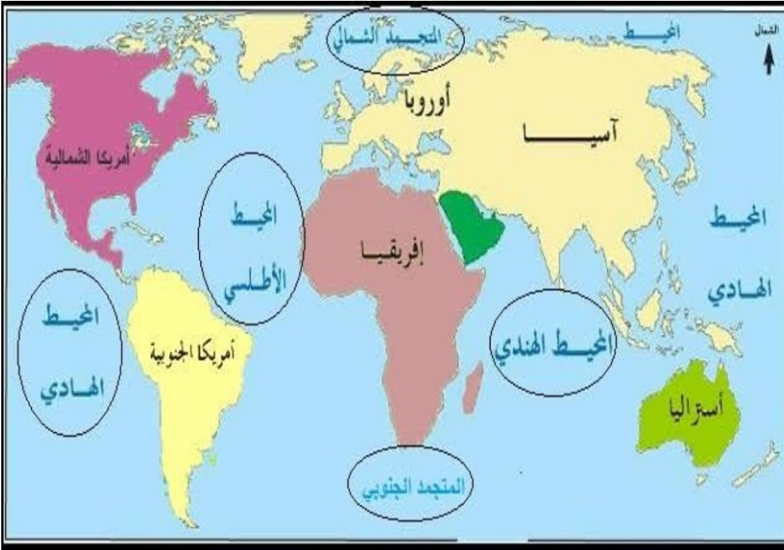 المتجمد الشمالي
المحيط
الشمال
أوروبا
آسيا
أمريكا الشمالية
المحيط
الأطلسي
إفريقيا
المحيط
الهادي
المحيط
الهادي
أمريكا الجنوبية
المحيط الهندي
أستراليا
المتجمد الجنوبي